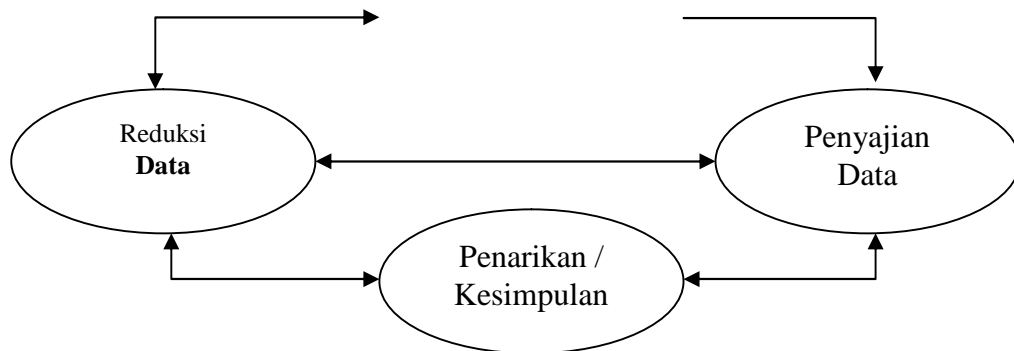 Reduksi
Data
Penyajian
Data
Penarikan /
Kesimpulan